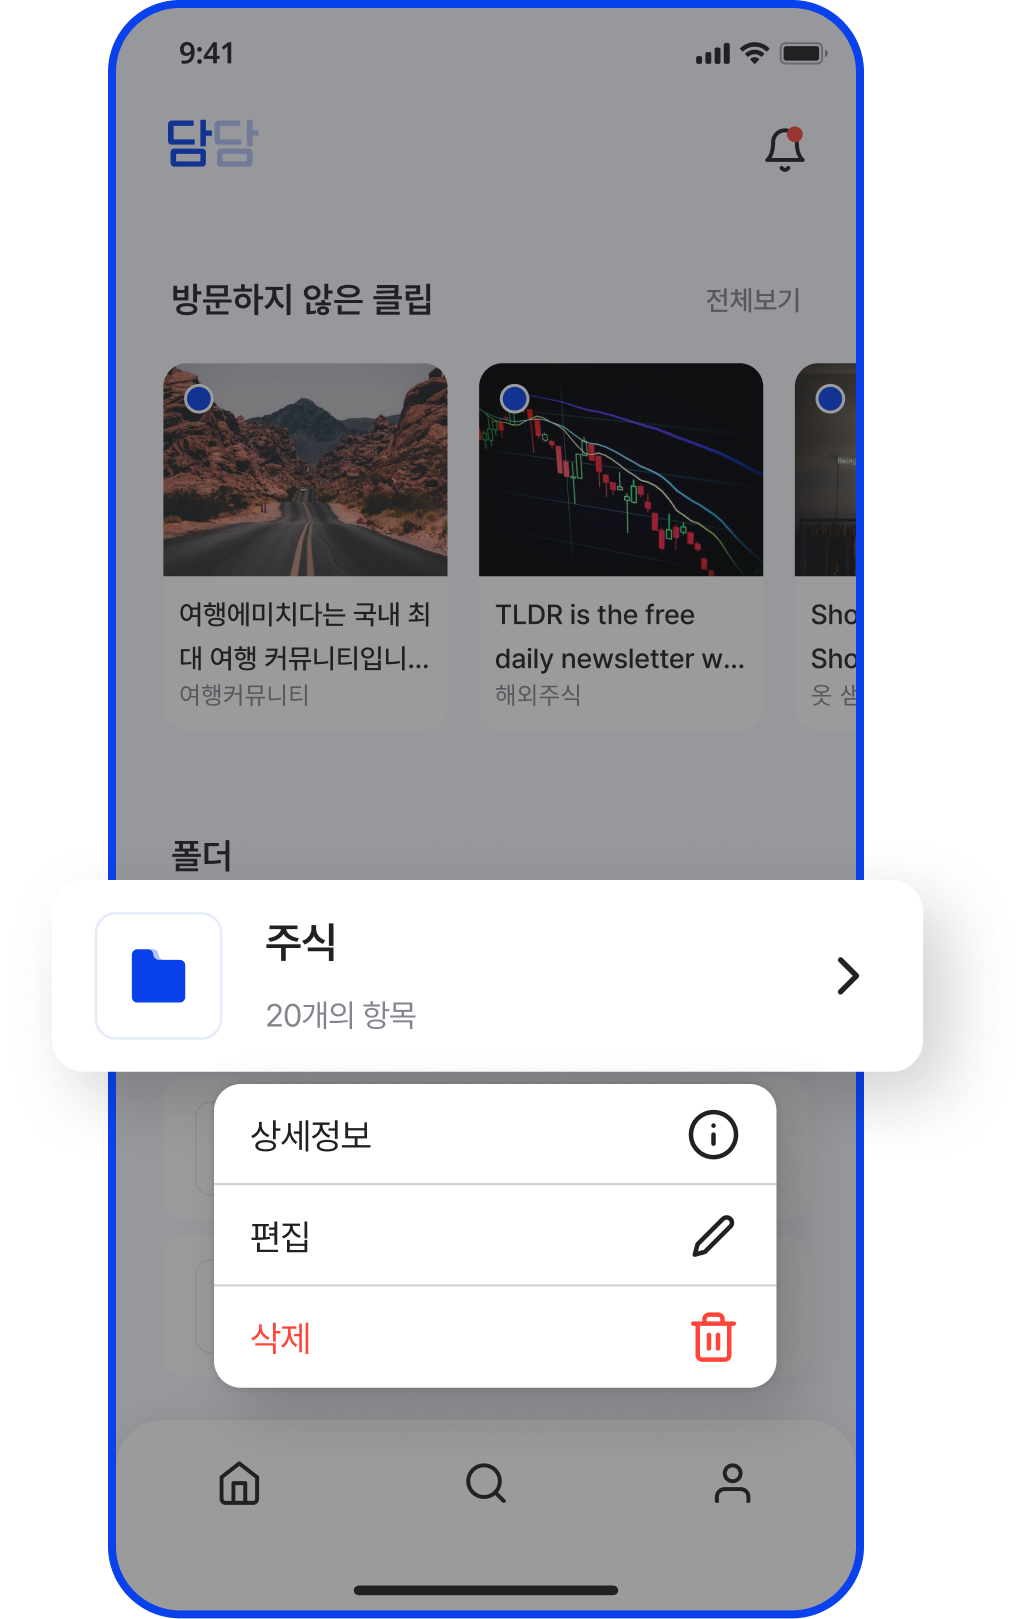 9:41
담담
방문하지 않은 클립
전체보기
여행에미치다는 국내 최
대 여행 커뮤니티입니...
여행커뮤니티
TLDR is the free
daily newsletter w...
해외주식
Being
Sho
Sho
옷
폴더
주식
20개의 항목
상세정보
편집
삭제